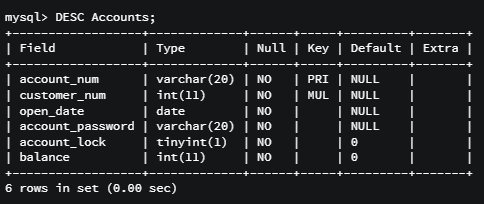 mysql> DESC Accounts;
+------------------+-------------+------+-----+---------+-------+
| Field            | Type        | Null | Key | Default | Extra |
+------------------+-------------+------+-----+---------+-------+
| account_num      | varchar(20) | NO   | PRI | NULL    |       |
| customer_num     | int(11)     | NO   | MUL | NULL    |       |
| open_date        | date        | NO   |     | NULL    |       |
| account_password | varchar(20) | NO   |     | NULL    |       |
| account_lock     | tinyint(1)  | NO   |     | 0       |       |
| balance          | int(11)     | NO   |     | 0       |       |
+------------------+-------------+------+-----+---------+-------+
6 rows in set (0.00 sec)